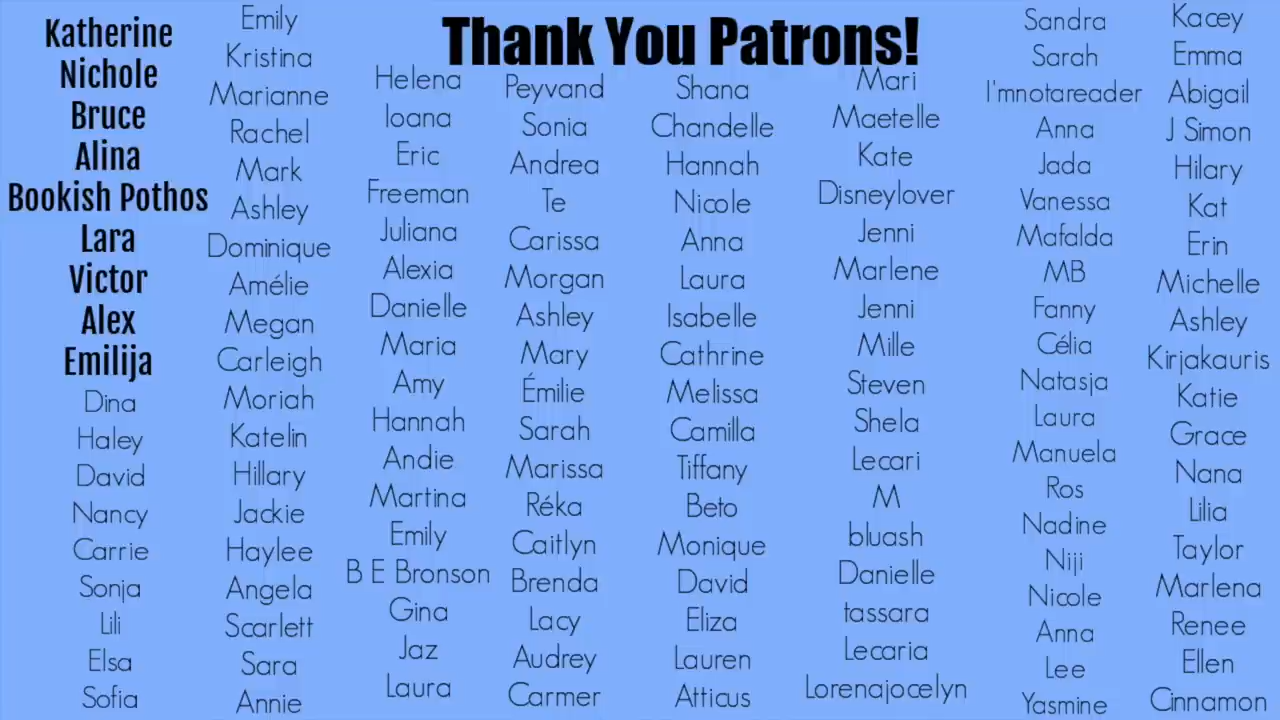 Thank You Patrons!
Katherine
Nichole
Bruce
Alina
Bookish Pothos
Lara
Victor
Alex
Emilija
Dina
Haley
David
Nancy
Carrie
Sonja
Lili
Elsa
Sofia
Emily
Kristina
Marianne
Rachel
Mark
Ashley
Dominique
Amélie
Megan
Carleigh
Moriah
Katelin
Hillary
Jackie
Haylee
Angela
Scarlett
Sara
Annie
Helena
Ioana
Eric
Freeman
Juliana
Alexia
Danielle
Maria
Amy
Hannah
Andie
Martina
Emily
B E Bronson
Gina
Jaz
Laura
Peyvand
Sonia
Andrea
Te
Carissa
Morgan
Ashley
Mary
Émilie
Sarah
Marissa
Réka
Caitlyn
Brenda
Lacy
Audrey
Carmer
Shana
Chandelle
Hannah
Nicole
Anna
Laura
Isabelle
Cathrine
Melissa
Camilla
Tiffany
Beto
Monique
David
Eliza
Lauren
Atticus
Mari
Maetelle
Kate
Disneylover
Jenni
Marlene
Jenni
Mille
Steven
Shela
Lecari
M
bluash
Danielle
tassara
Lecaria
Lorenajocelyn
Sandra
Sarah
I'mnotareader
Anna
Jada
Vanessa
Mafalda
MB
Fanny
Célia
Natasja
Laura
Manuela
Ros
Nadine
Niji
Nicole
Anna
Lee
Yasmine
Kacey
Emma
Abigail
J Simon
Hilary
Kat
Erin
Michelle
Ashley
Kirjakauris
Katie
Grace
Nana
Lilia
Taylor
Marlena
Renee
Ellen
Cinnamon